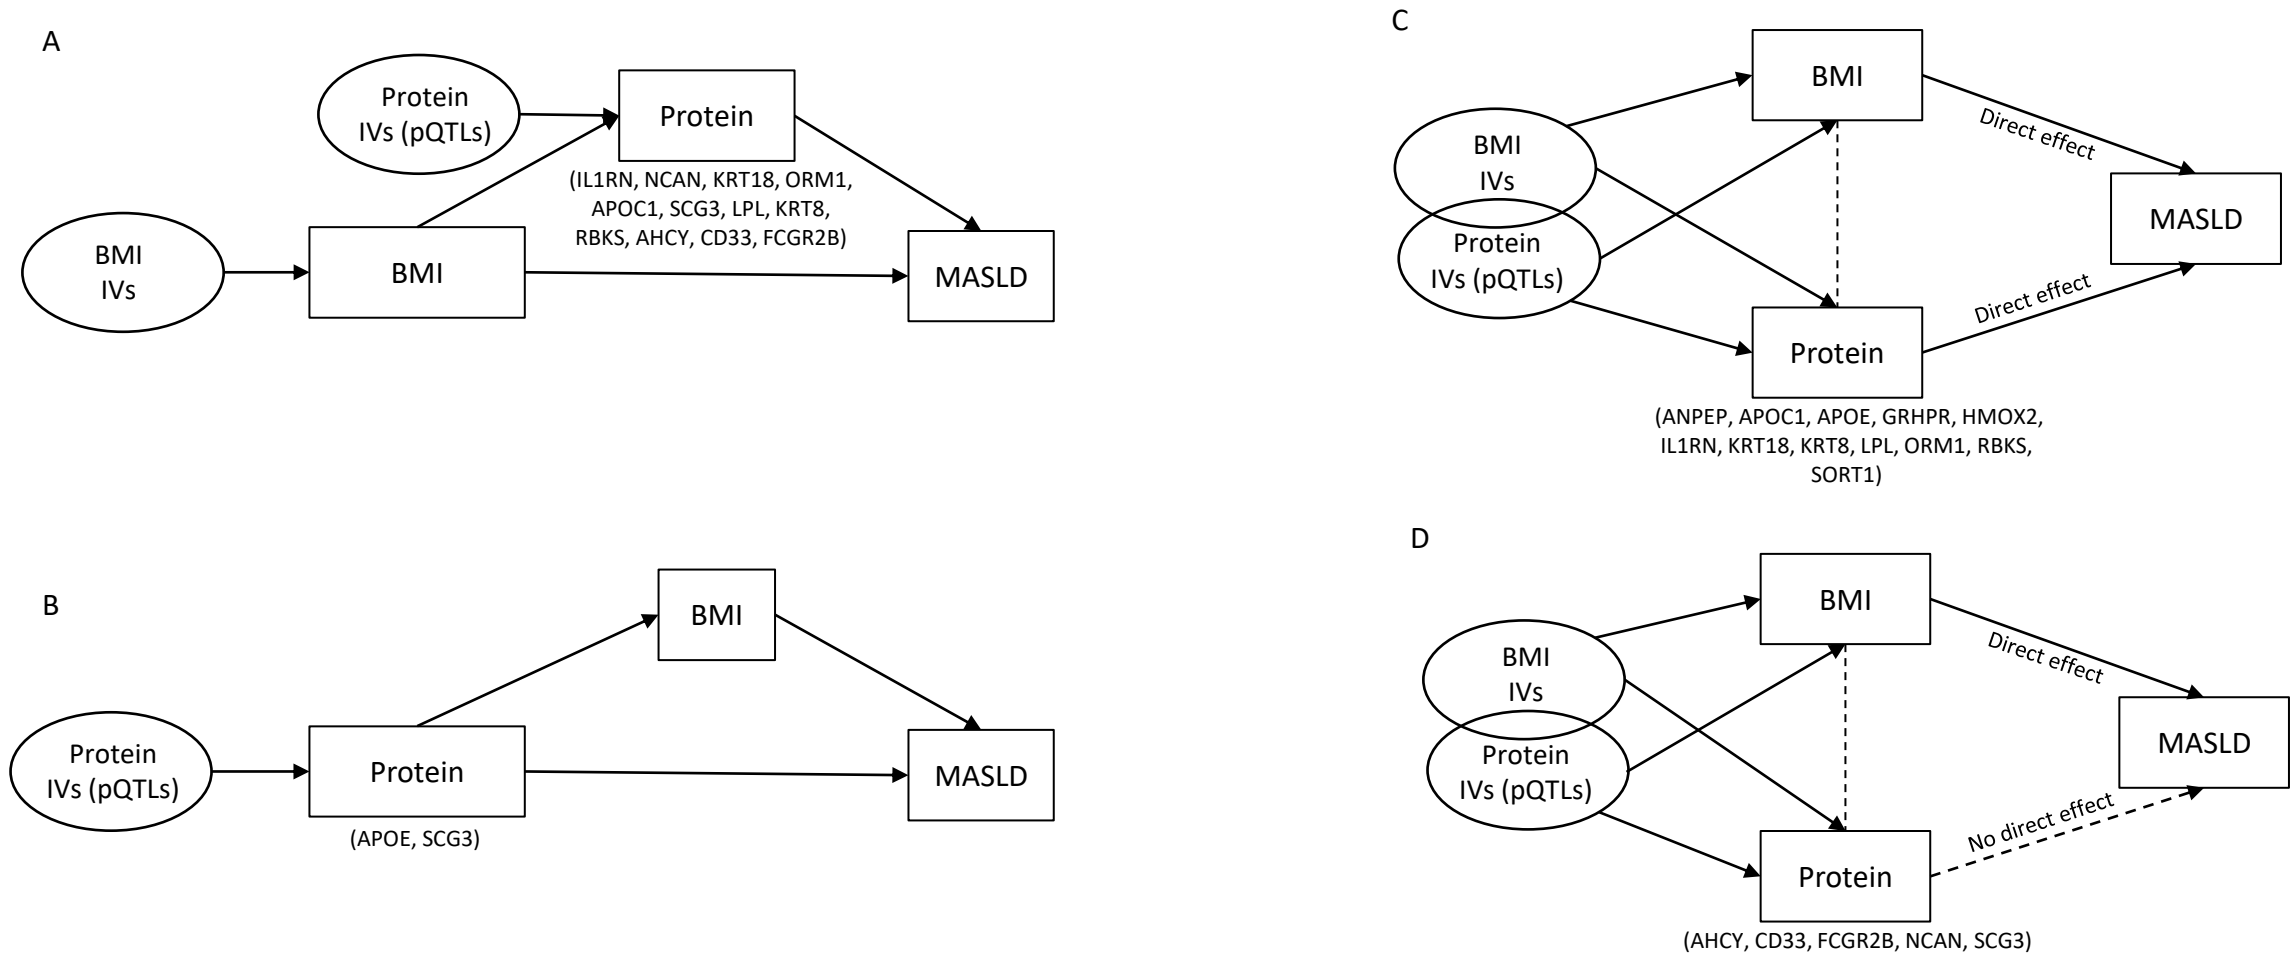 A
Protein
IVs (pQTLs)
Protein
(IL1RN, NCAN, KRT18, ORM1,
APOC1, SCG3, LPL, KRT8,
RBKS, AHCY, CD33, FCGR2B)
BMI
IVs
BMI
MASLD
B
BMI
Protein
IVs (pQTLs)
Protein
(APOE, SCG3)
MASLD
C
BMI
Direct effect
BMI
IVs
Protein
IVs (pQTLs)
MASLD
Direct effect
Protein
(ANPEP, APOC1, APOE, GRHPR, HMOX2,
IL1RN, KRT18, KRT8, LPL, ORM1, RBKS,
SORT1)
D
BMI
Direct effect
BMI
IVs
Protein
IVs (pQTLs)
MASLD
No direct effect
Protein
(AHCY, CD33, FCGR2B, NCAN, SCG3)